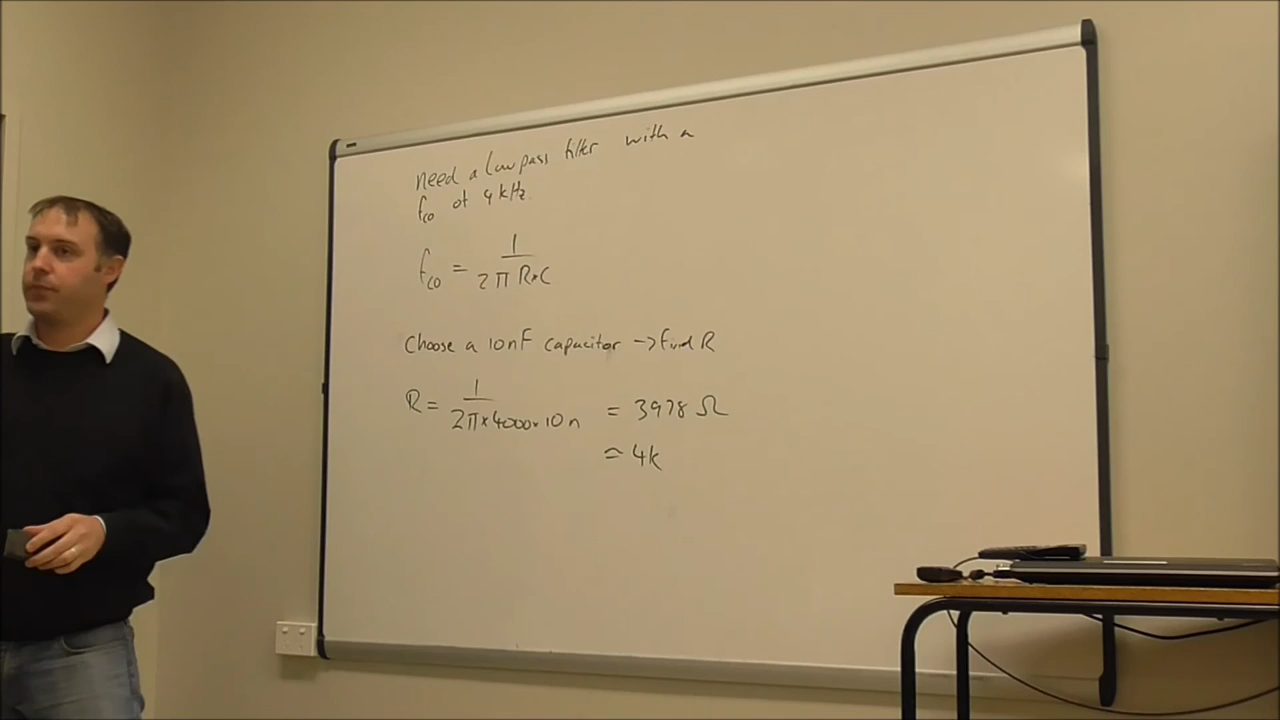 need a low pass filter with a
fco of 4kHz.
fco = 1 / 2π R×C
Choose a 10nF capacitor → find R
R = 1 / 2π×4000×10n = 3978 Ω
≈ 4k